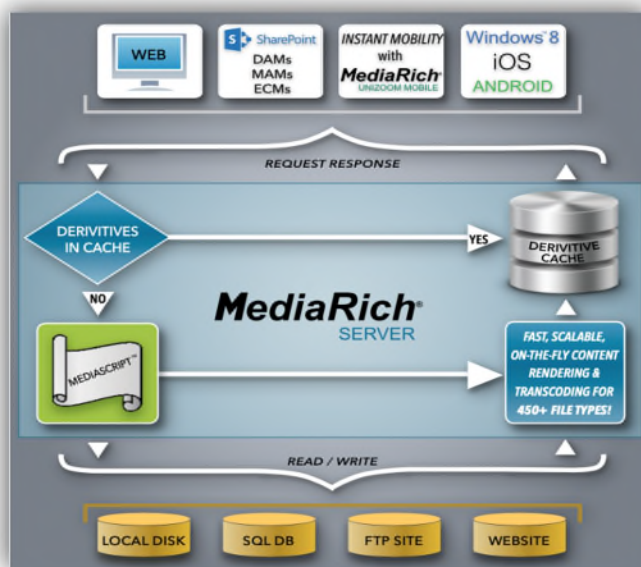 WEB
SharePoint
DAMs
MAMs
ECMs
INSTANT MOBILITY
with
MediaRich®
UNIZOOM MOBILE
Windows™ 8
iOS
ANDROID
REQUEST RESPONSE
DERIVITIVES
IN CACHE
YES
DERIVITIVE
CACHE
NO
MediaRich®
SERVER
MEDIASCRIPT™
FAST, SCALABLE,
ON-THE-FLY CONTENT
RENDERING &
TRANSCODING FOR
450+ FILE TYPES!
READ / WRITE
LOCAL DISK
SQL DB
FTP SITE
WEBSITE